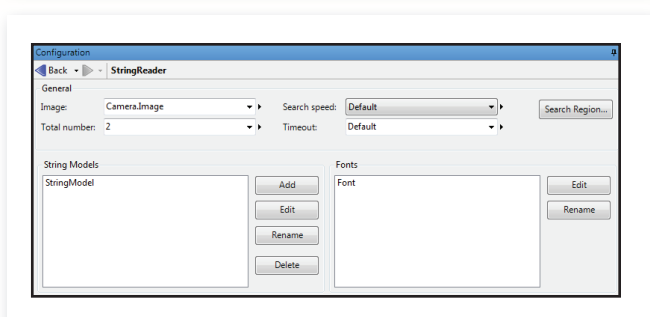 Configuration
Back StringReader
General
Image: Camera.Image Search speed: Default Search Region...
Total number: 2 Timeout: Default
String Models Fonts
StringModel Add Font Edit
Edit Rename
Rename
Delete